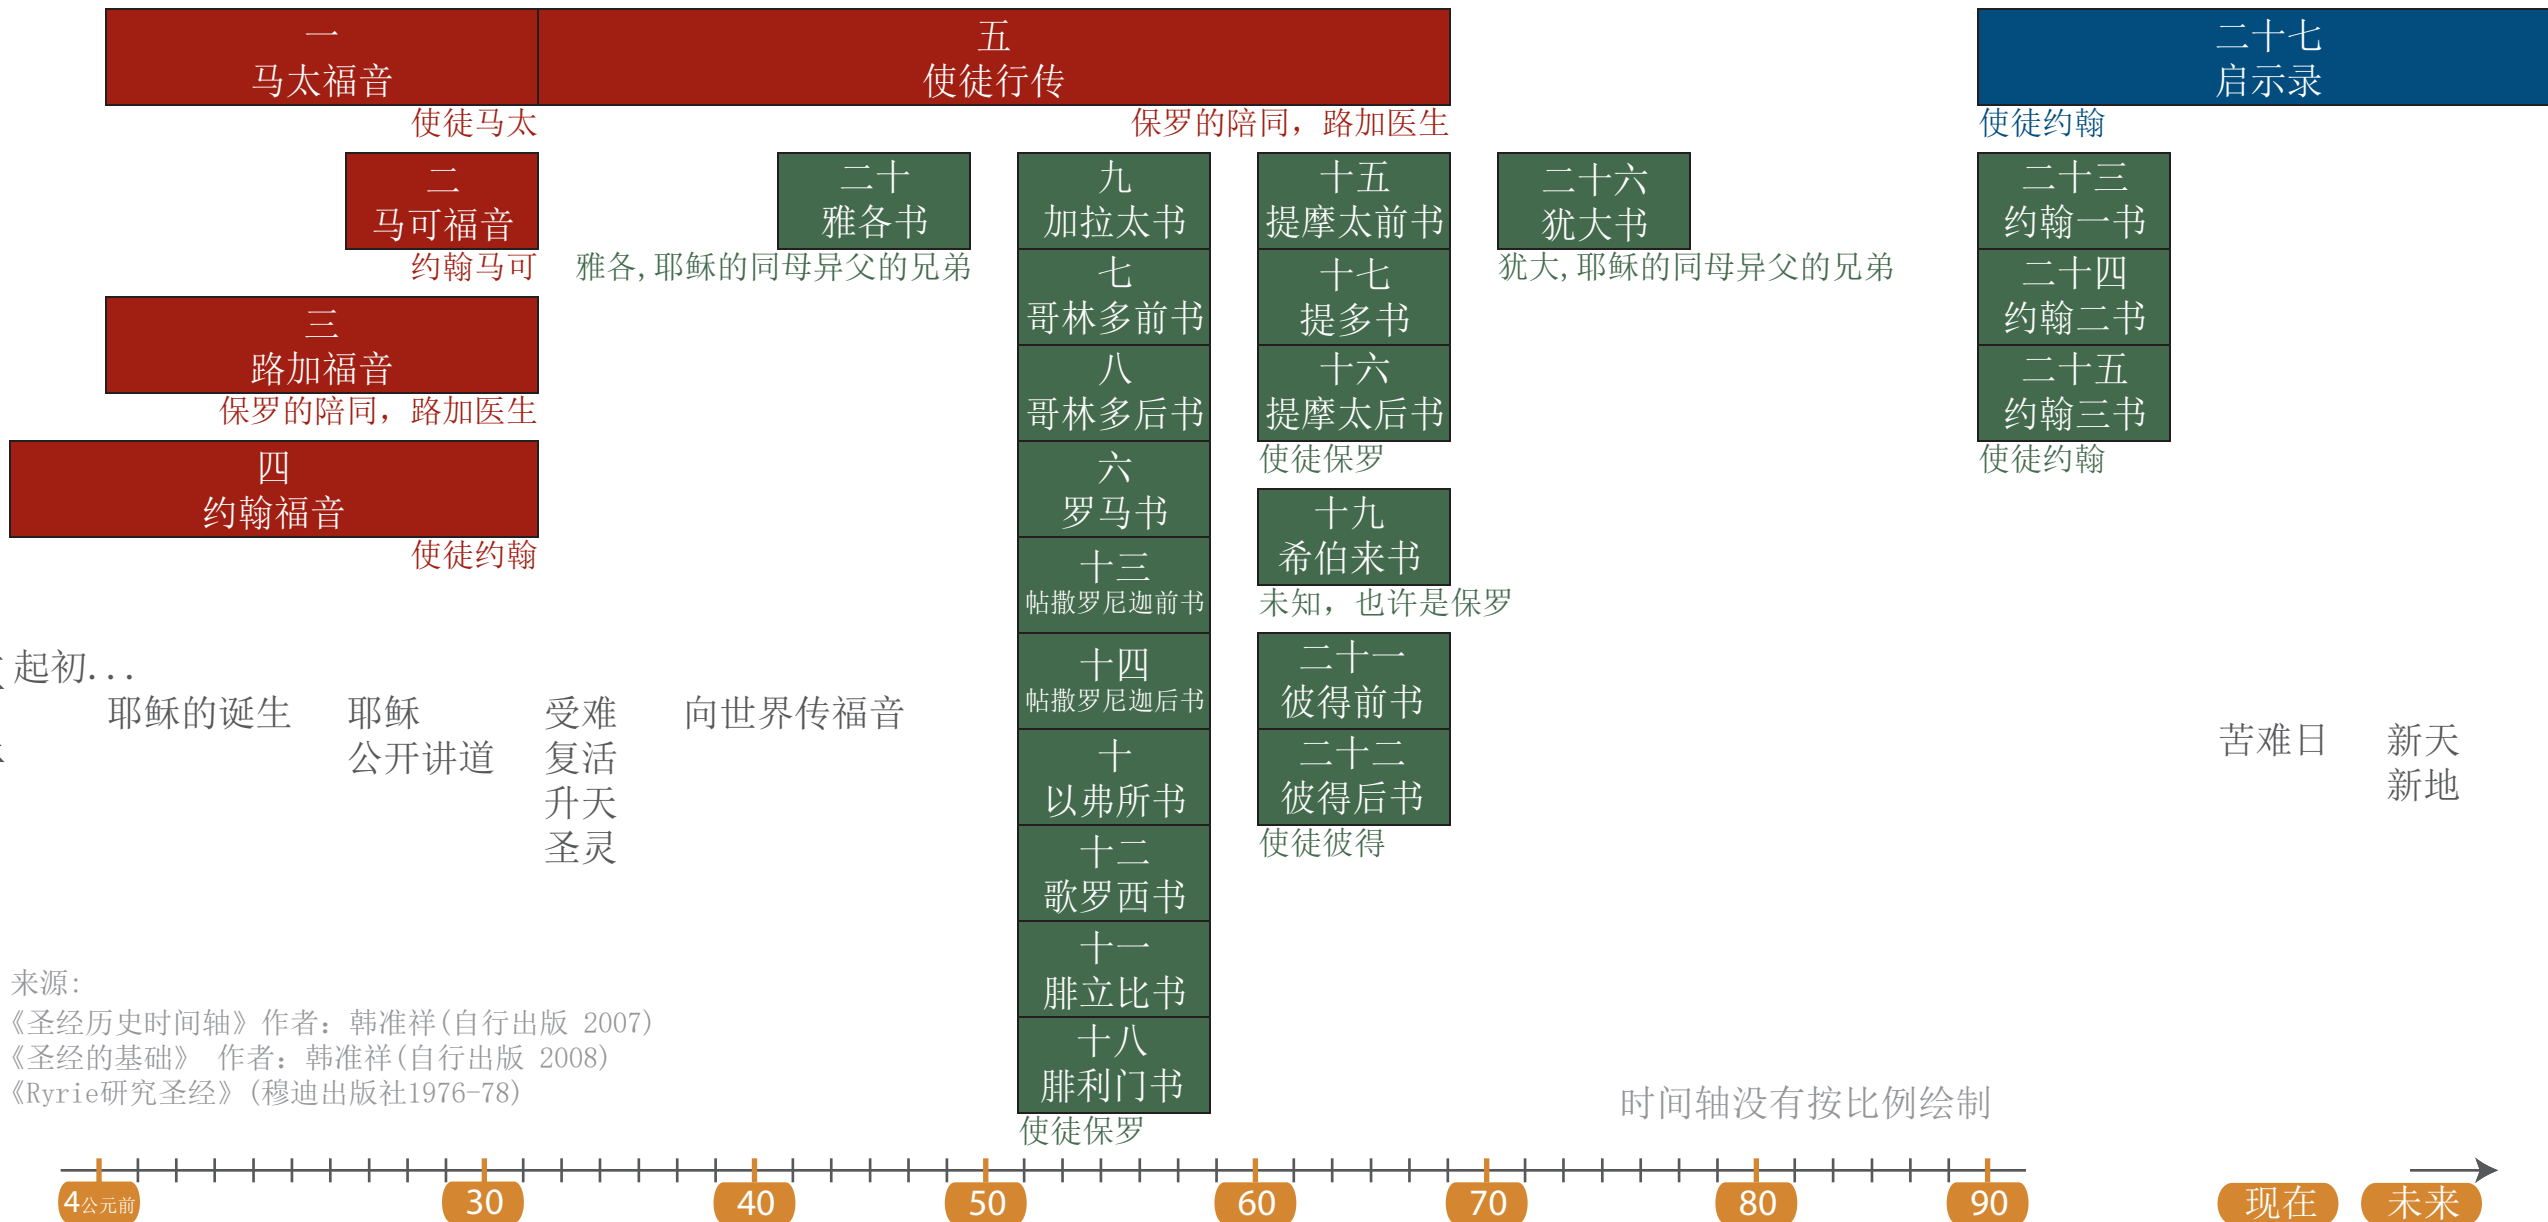 一
马太福音
使徒马太
五
使徒行传
保罗的陪同，路加医生
二十七
启示录
使徒约翰
二
马可福音
约翰马可
三
路加福音
保罗的陪同，路加医生
四
约翰福音
使徒约翰
二十
雅各书
雅各,耶稣的同母异父的兄弟
九
加拉太书
七
哥林多前书
八
哥林多后书
六
罗马书
十三
帖撒罗尼迦前书
十四
帖撒罗尼迦后书
十
以弗所书
十二
歌罗西书
十一
腓立比书
十八
腓利门书
使徒保罗
十五
提摩太前书
十七
提多书
十六
提摩太后书
使徒保罗
十九
希伯来书
未知，也许是保罗
二十一
彼得前书
二十二
彼得后书
使徒彼得
二十六
犹大书
犹大,耶稣的同母异父的兄弟
二十三
约翰一书
二十四
约翰二书
二十五
约翰三书
使徒约翰
起初...
耶稣的诞生
耶稣
公开讲道
受难
复活
升天
圣灵
向世界传福音
苦难日
新天
新地
来源:
《圣经历史时间轴》作者：韩准祥(自行出版 2007)
《圣经的基础》 作者：韩准祥(自行出版 2008)
《Ryrie研究圣经》(穆迪出版社1976-78)
时间轴没有按比例绘制
4公元前
30
40
50
60
70
80
90
现在
未来